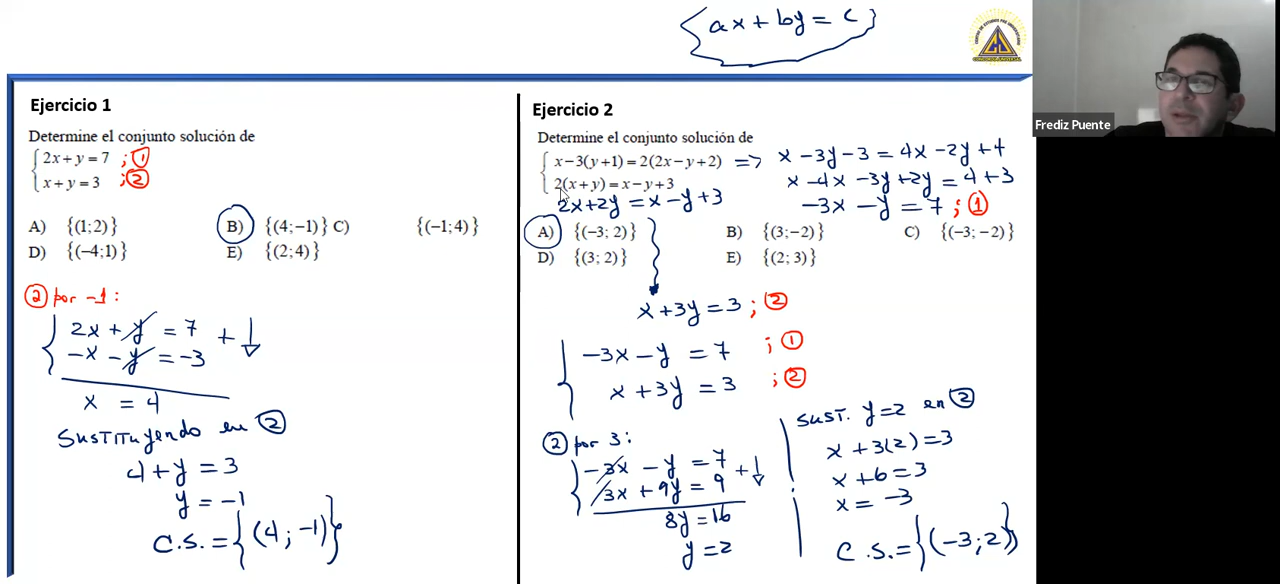 ax + by = c
Frediz Puente
Ejercicio 1
Determine el conjunto solución de
2x + y = 7 ; ①
x + y = 3 ; ②
A) {(1;2)} B) {(4;−1)} C) {(−1;4)}
D) {(−4;1)} E) {(2;4)}
② por -1:
2x + y = 7 +↓
-x - y = -3
x = 4
Sustituyendo en ②
4 + y = 3
y = -1
C.S. = {(4; -1)}
Ejercicio 2
Determine el conjunto solución de
x−3(y+1)=2(2x−y+2) => x - 3y - 3 = 4x - 2y + 4
2(x+y)=x−y+3 x - 4x - 3y + 2y = 4 + 3
2x + 2y = x - y + 3 -3x - y = 7 ; ①
A) {(−3; 2)} B) {(3;−2)} C) {(−3;−2)}
D) {(3; 2)} E) {(2; 3)}
x + 3y = 3 ; ②
-3x - y = 7 ; ①
x + 3y = 3 ; ②
② por 3:
-3x - y = 7 +↓
3x + 9y = 9
8y = 16
y = 2
Sust. y = 2 en ②
x + 3(2) = 3
x + 6 = 3
x = -3
C.S. = {(-3; 2)}